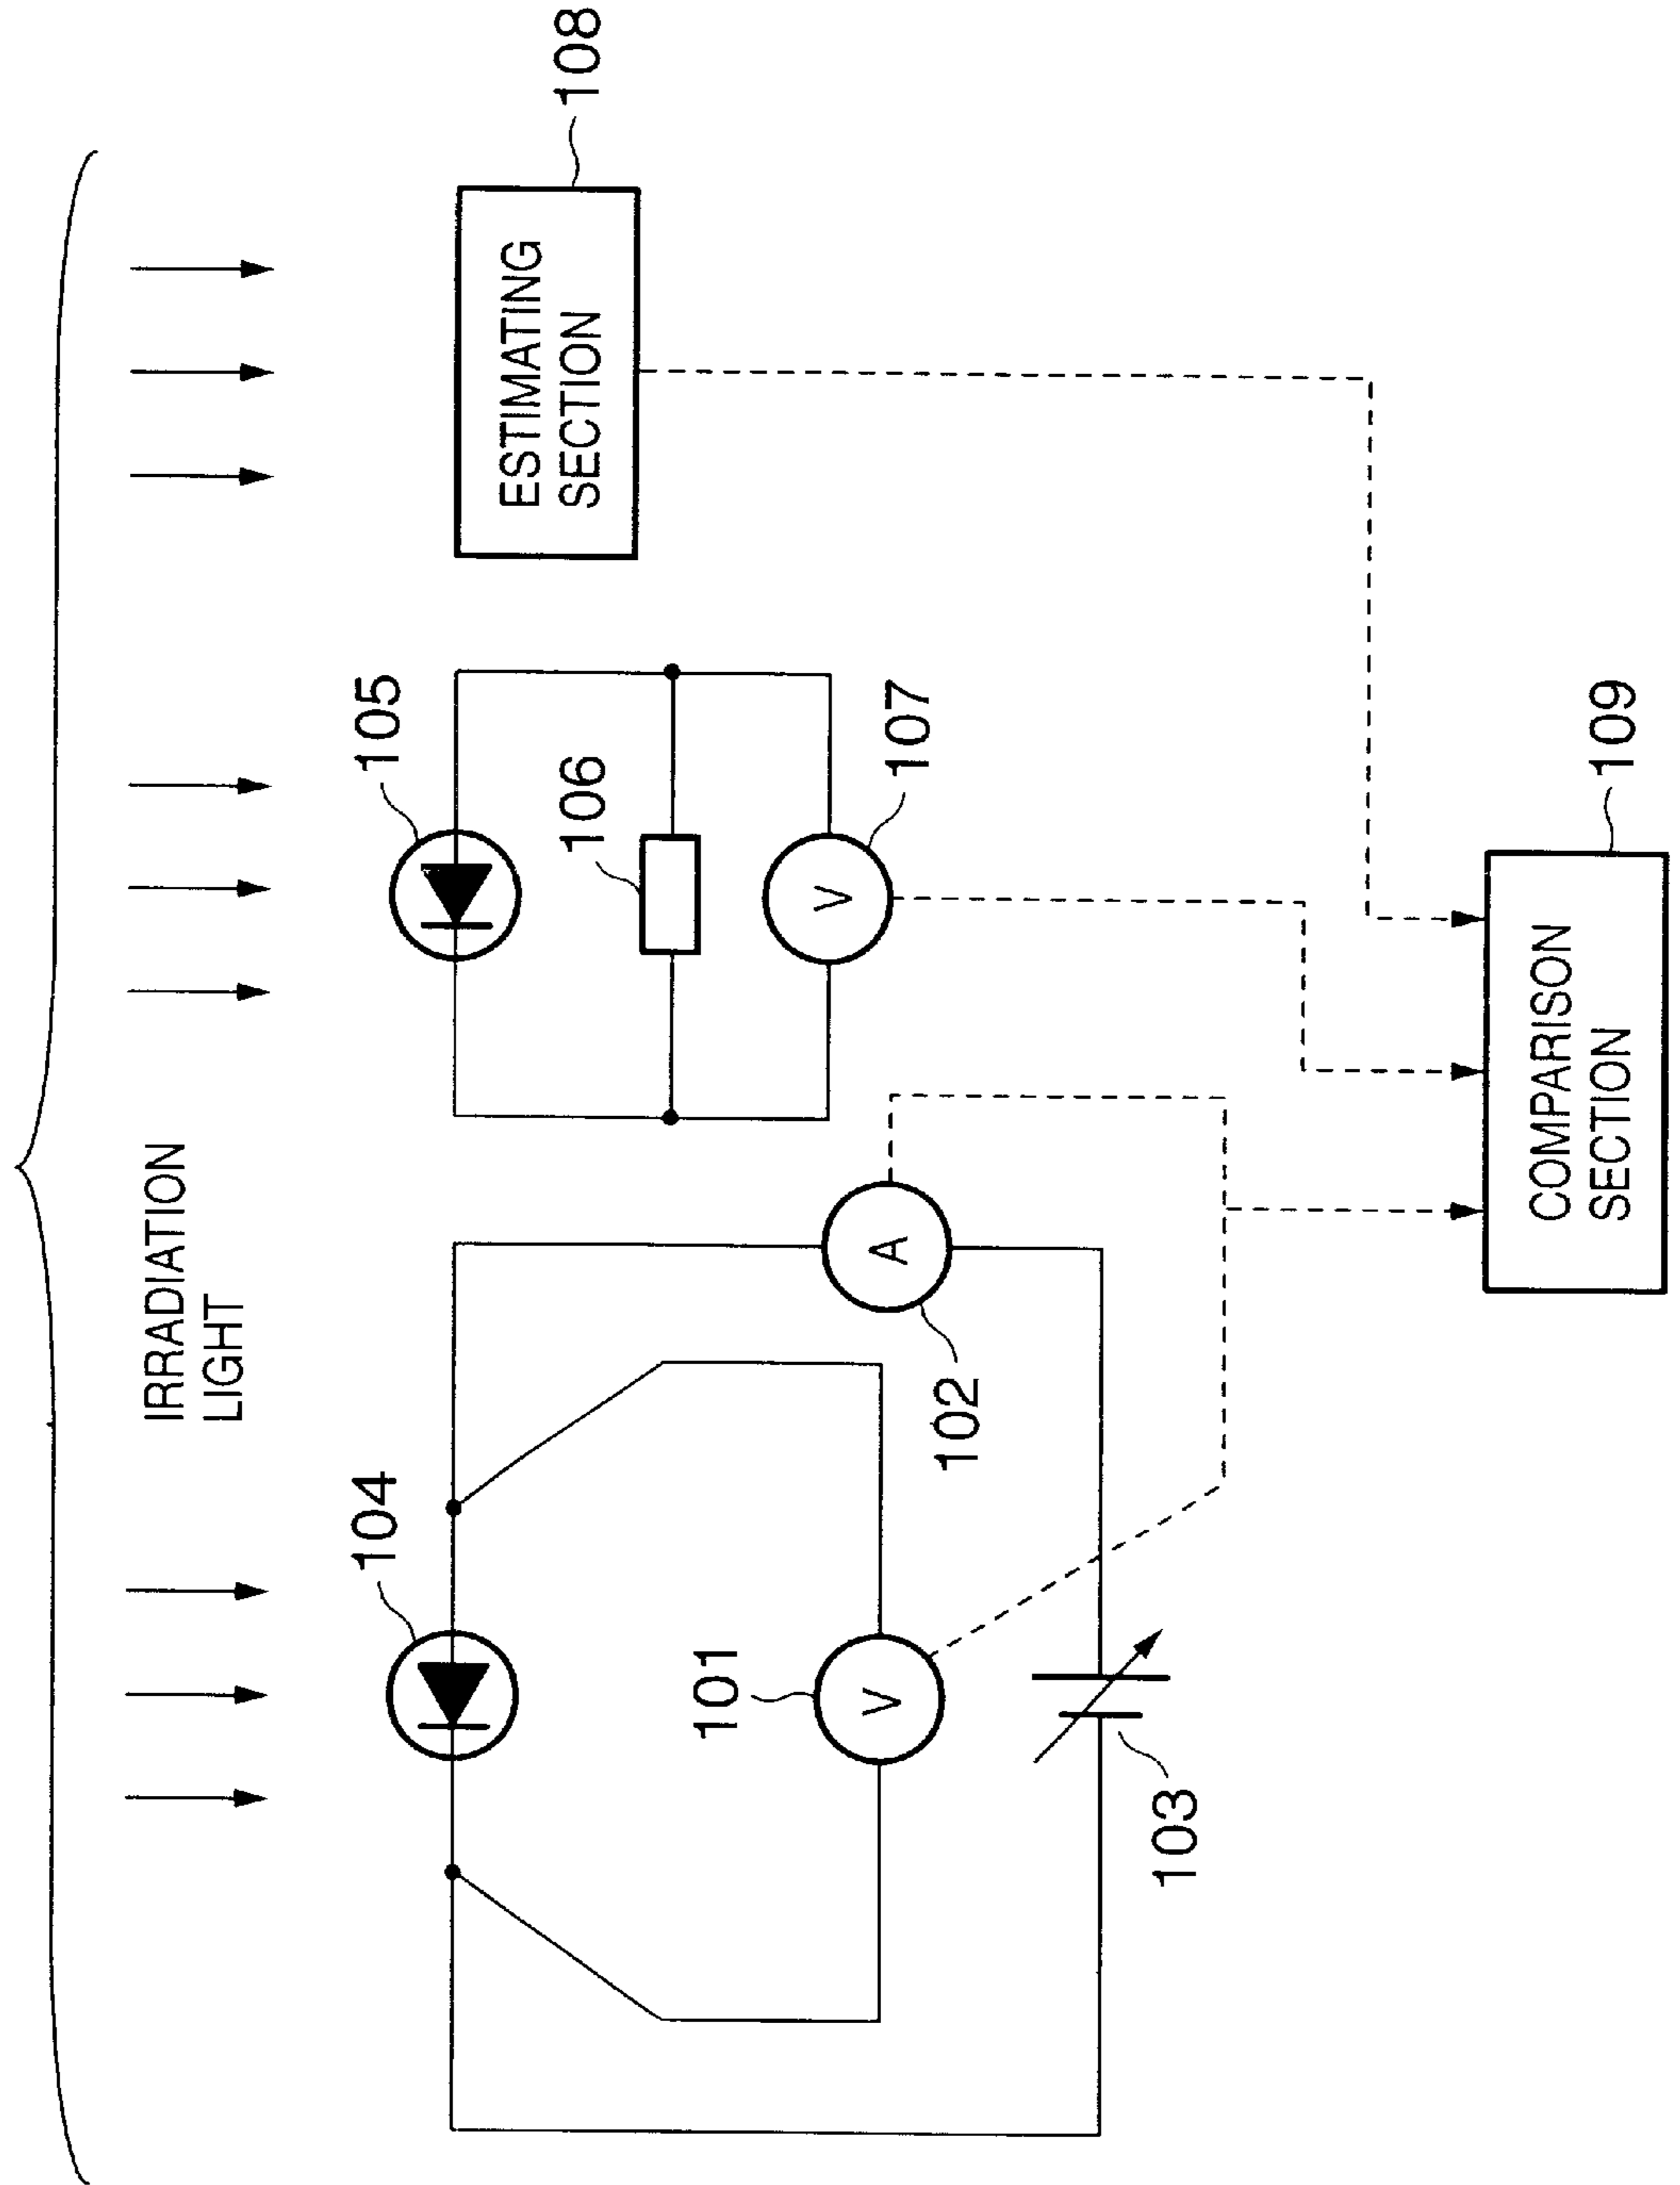 IRRADIATION
LIGHT
104
105
108
ESTIMATING
SECTION
106
101
V
A
V
107
102
103
COMPARISON
SECTION
109